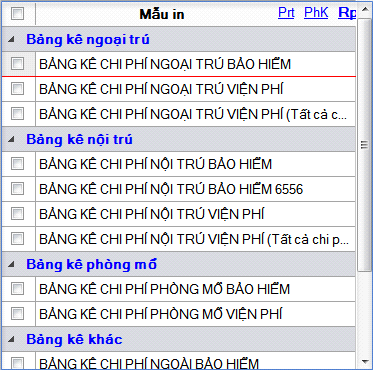 Mẫu in Prt PhK Rp
Bảng kê ngoại trú
BẢNG KÊ CHI PHÍ NGOẠI TRÚ BẢO HIỂM
BẢNG KÊ CHI PHÍ NGOẠI TRÚ VIỆN PHÍ
BẢNG KÊ CHI PHÍ NGOẠI TRÚ VIỆN PHÍ (Tất cả c...
Bảng kê nội trú
BẢNG KÊ CHI PHÍ NỘI TRÚ BẢO HIỂM
BẢNG KÊ CHI PHÍ NỘI TRÚ BẢO HIỂM 6556
BẢNG KÊ CHI PHÍ NỘI TRÚ VIỆN PHÍ
BẢNG KÊ CHI PHÍ NỘI TRÚ VIỆN PHÍ (Tất cả chi p...
Bảng kê phòng mổ
BẢNG KÊ CHI PHÍ PHÒNG MỔ BẢO HIỂM
BẢNG KÊ CHI PHÍ PHÒNG MỔ VIỆN PHÍ
Bảng kê khác
BẢNG KÊ CHI PHÍ NGOÀI BẢO HIỂM